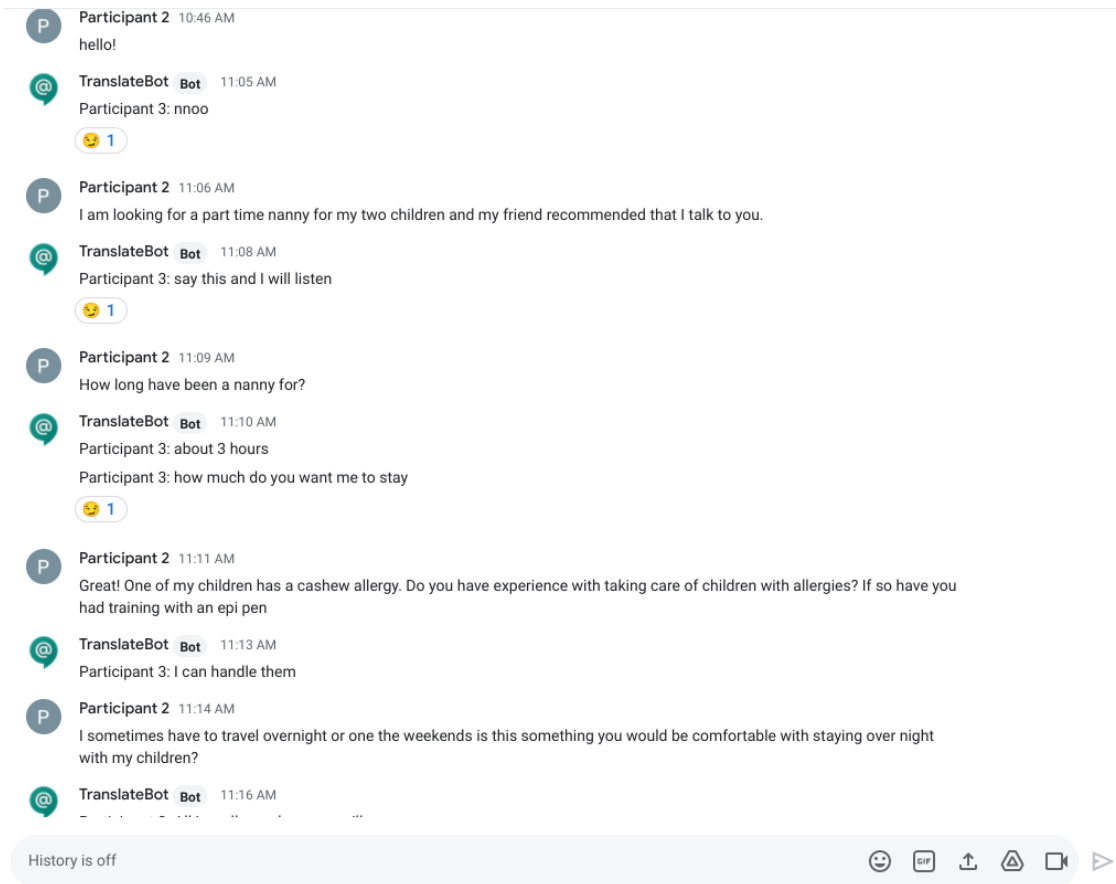 Participant 2 10:46 AM
hello!
TranslateBot Bot 11:05 AM
Participant 3: nnoo
1
Participant 2 11:06 AM
I am looking for a part time nanny for my two children and my friend recommended that I talk to you.
TranslateBot Bot 11:08 AM
Participant 3: say this and I will listen
1
Participant 2 11:09 AM
How long have been a nanny for?
TranslateBot Bot 11:10 AM
Participant 3: about 3 hours
Participant 3: how much do you want me to stay
1
Participant 2 11:11 AM
Great! One of my children has a cashew allergy. Do you have experience with taking care of children with allergies? If so have you
had training with an epi pen
TranslateBot Bot 11:13 AM
Participant 3: I can handle them
Participant 2 11:14 AM
I sometimes have to travel overnight or one the weekends is this something you would be comfortable with staying over night
with my children?
TranslateBot Bot 11:16 AM
History is off
GIF